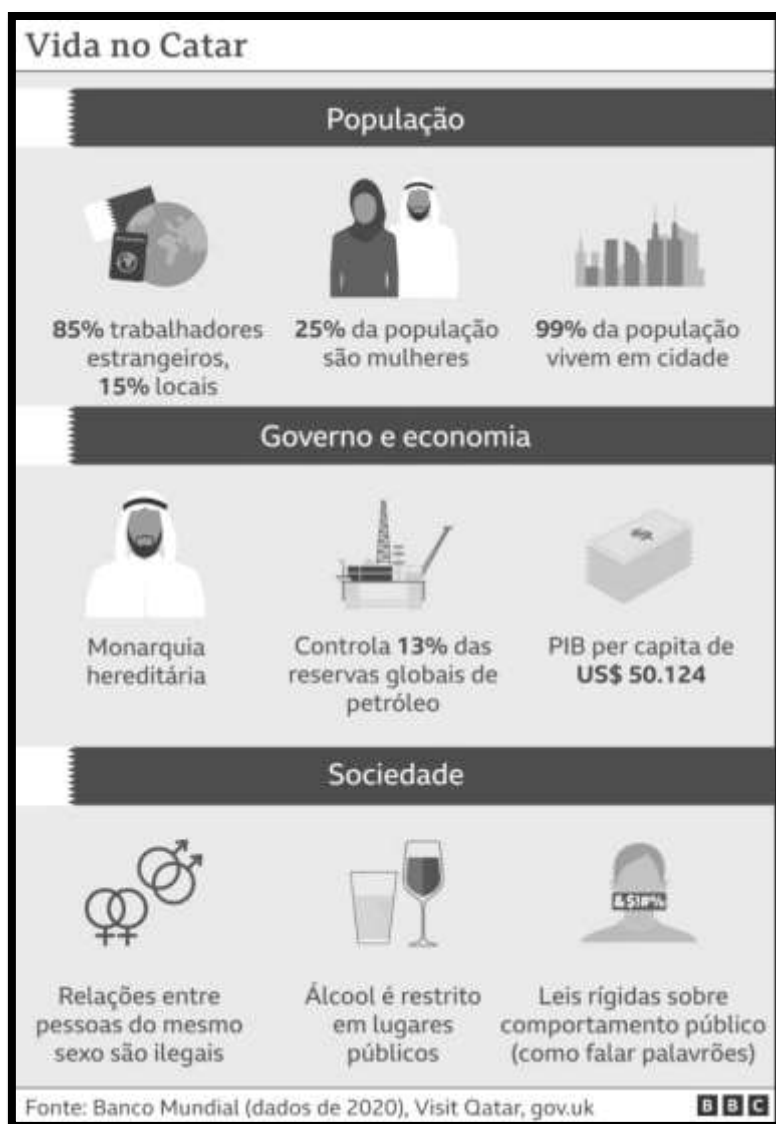 Vida no Catar
População
85% trabalhadores
estrangeiros,
15% locais
25% da população
são mulheres
99% da população
vivem em cidade
Governo e economia
Monarquia
hereditária
Controla 13% das
reservas globais de
petróleo
PIB per capita de
US$ 50.124
Sociedade
&$!#%
Relações entre
pessoas do mesmo
sexo são ilegais
Álcool é restrito
em lugares
públicos
Leis rígidas sobre
comportamento público
(como falar palavrões)
Fonte: Banco Mundial (dados de 2020), Visit Qatar, gov.uk
BBC